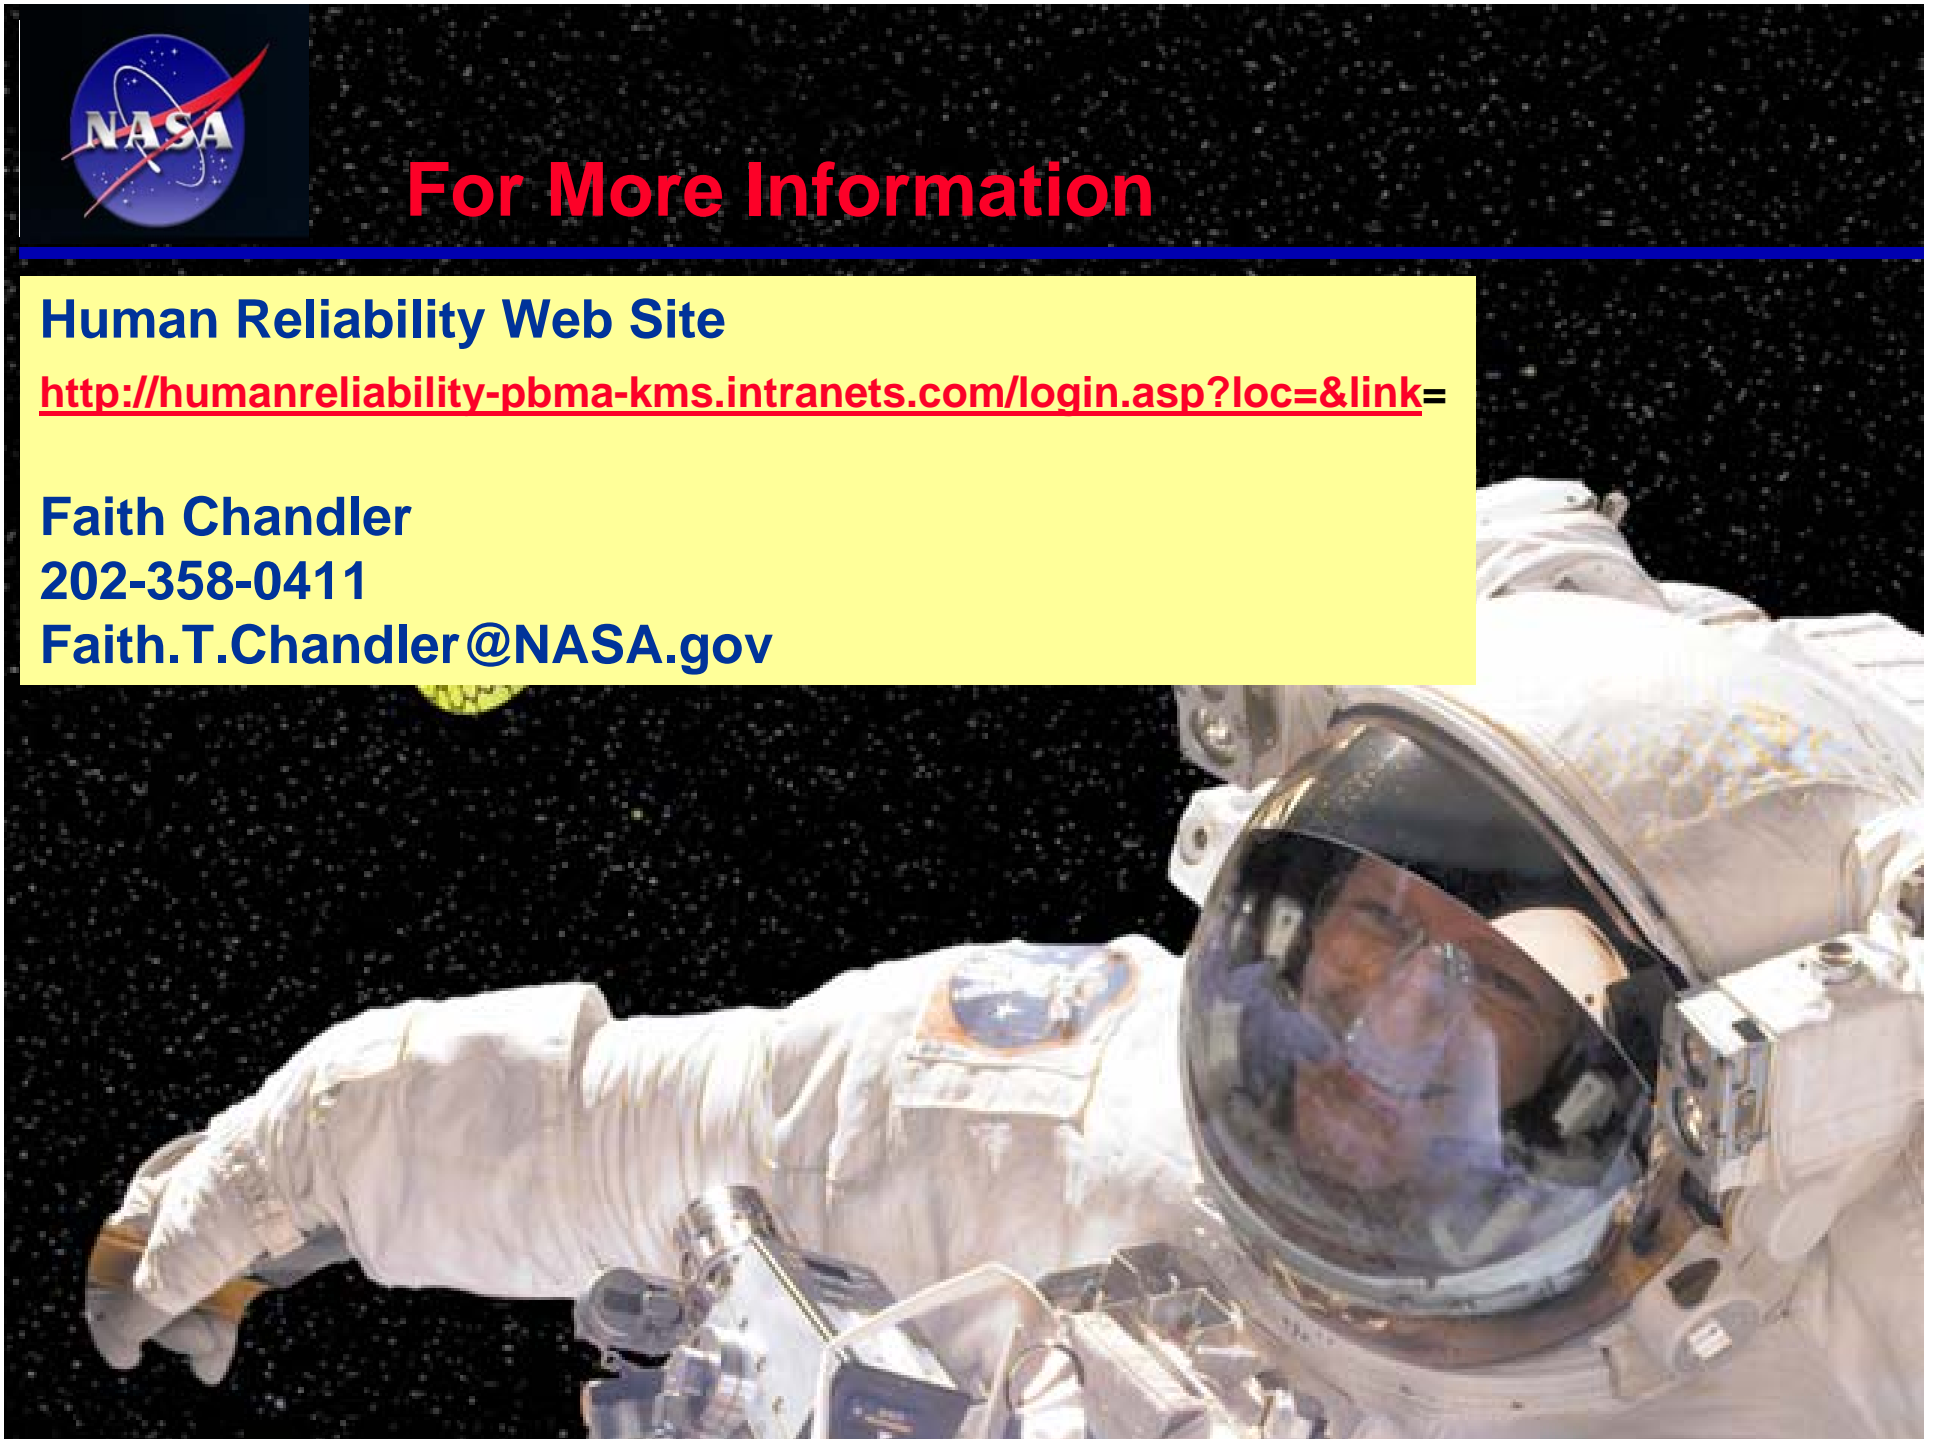 NASA
For More Information
Human Reliability Web Site
http://humanreliability-pbma-kms.intranets.com/login.asp?loc=&link=
Faith Chandler
202-358-0411
Faith.T.Chandler@NASA.gov